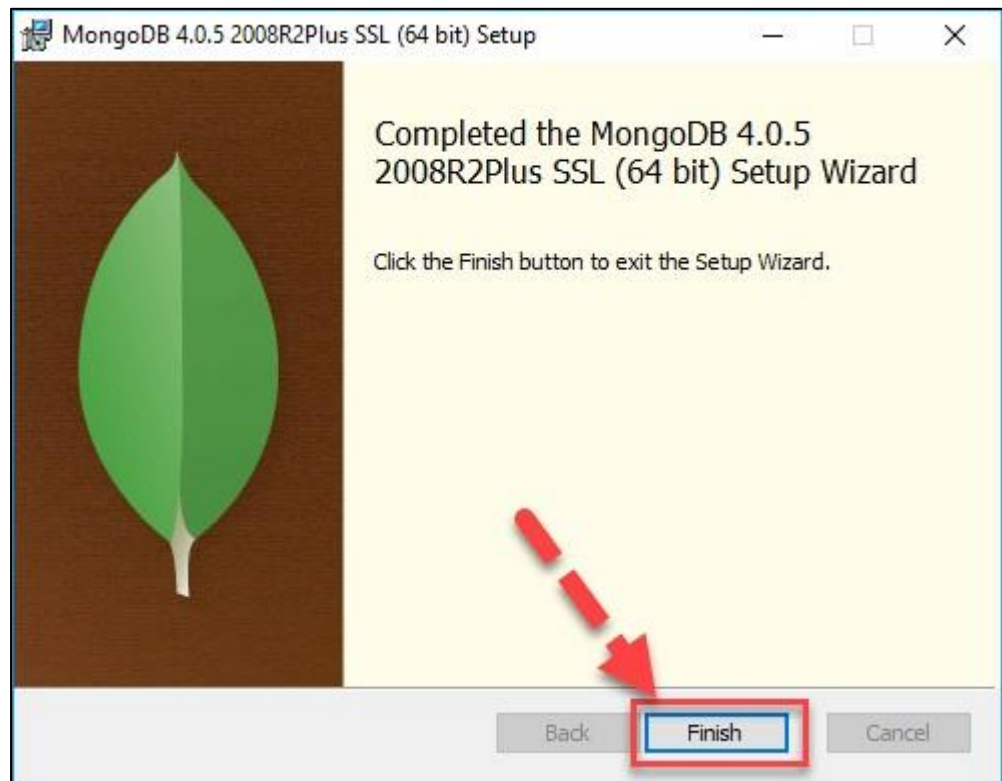 MongoDB 4.0.5 2008R2Plus SSL (64 bit) Setup
Completed the MongoDB 4.0.5
2008R2Plus SSL (64 bit) Setup Wizard
Click the Finish button to exit the Setup Wizard.
Back Finish Cancel